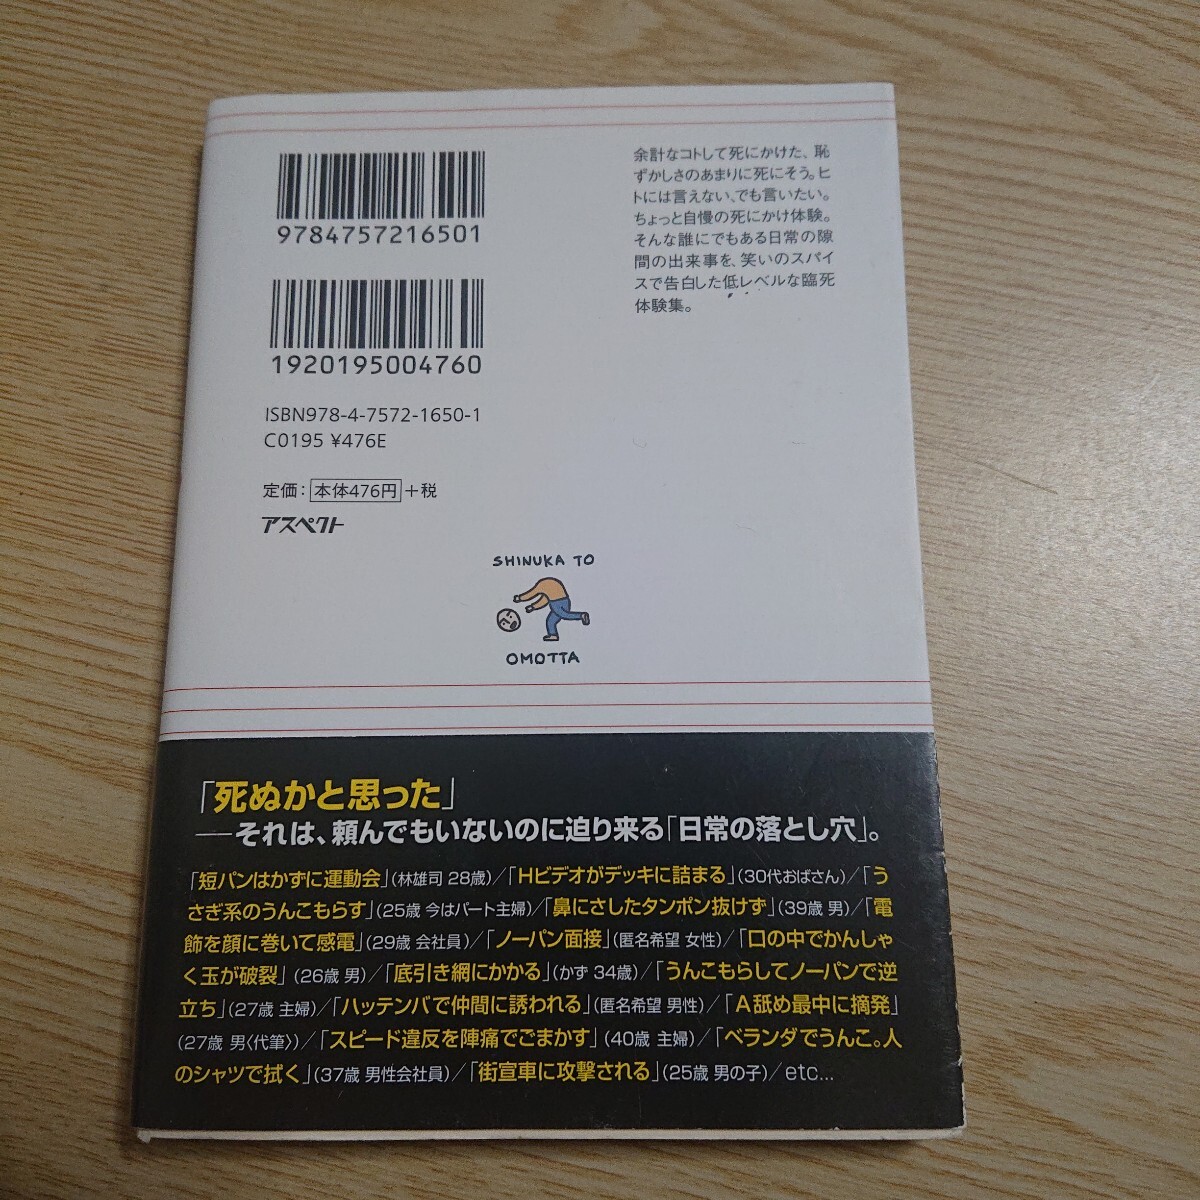 9784757216501
1920195004760
ISBN978-4-7572-1650-1
C0195 ¥476E
定価：本体476円＋税
アスペクト
余計なコトして死にかけた、恥
ずかしさのあまりに死にそう。ヒ
トには言えない、でも言いたい。
ちょっと自慢の死にかけ体験。
そんな誰にでもある日常の隙
間の出来事を、笑いのスパイ
スで告白した低レベルな臨死
体験集。
SHINUKA TO
OMOTTA
「死ぬかと思った」
──それは、頼んでもいないのに迫り来る「日常の落とし穴」。
「短パンはかずに運動会」(林雄司 28歳)／「Hビデオがデッキに詰まる」(30代おばさん)／「う
さぎ系のうんこもらす」(25歳 今はパート主婦)／「鼻にさしたタンポン抜けず」(39歳 男)／「電
飾を顔に巻いて感電」(29歳 会社員)／「ノーパン面接」(匿名希望 女性)／「口の中でかんしゃ
く玉が破裂」(26歳 男)／「底引き網にかかる」(かず 34歳)／「うんこもらしてノーパンで逆
立ち」(27歳 主婦)／「ハッテンバで仲間に誘われる」(匿名希望 男性)／「A舐め最中に摘発」
(27歳 男〈代筆〉)／「スピード違反を陣痛でごまかす」(40歳 主婦)／「ベランダでうんこ。人
のシャツで拭く」(37歳 男性会社員)／「街宣車に攻撃される」(25歳 男の子)／etc...